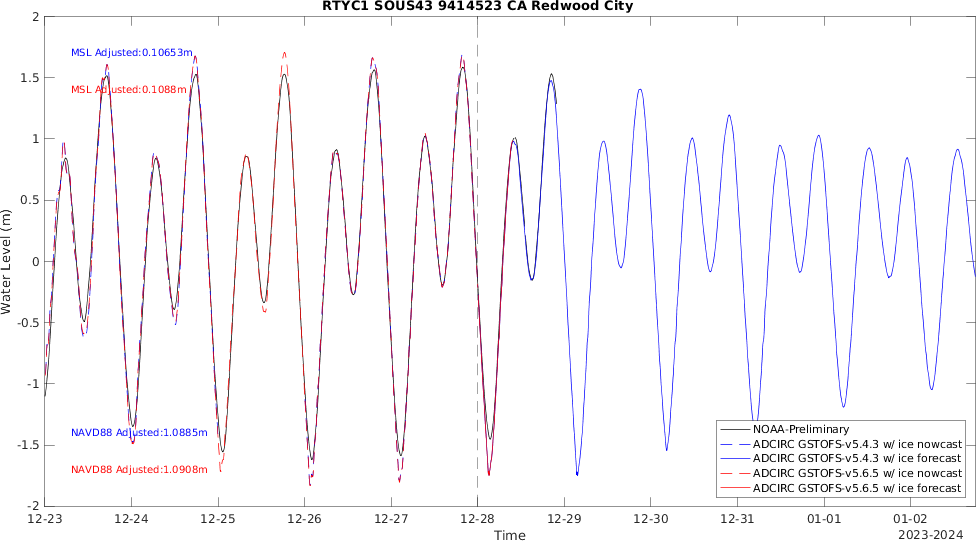 RTYC1 SOUS43 9414523 CA Redwood City
2
1.5
1
0.5
0
-0.5
-1
-1.5
-2
Water Level (m)
MSL Adjusted:0.10653m
MSL Adjusted:0.1088m
NAVD88 Adjusted:1.0885m
NAVD88 Adjusted:1.0908m
NOAA-Preliminary
ADCIRC GSTOFS-v5.4.3 w/ ice nowcast
ADCIRC GSTOFS-v5.4.3 w/ ice forecast
ADCIRC GSTOFS-v5.6.5 w/ ice nowcast
ADCIRC GSTOFS-v5.6.5 w/ ice forecast
12-23 12-24 12-25 12-26 12-27 12-28 12-29 12-30 12-31 01-01 01-02
Time
2023-2024